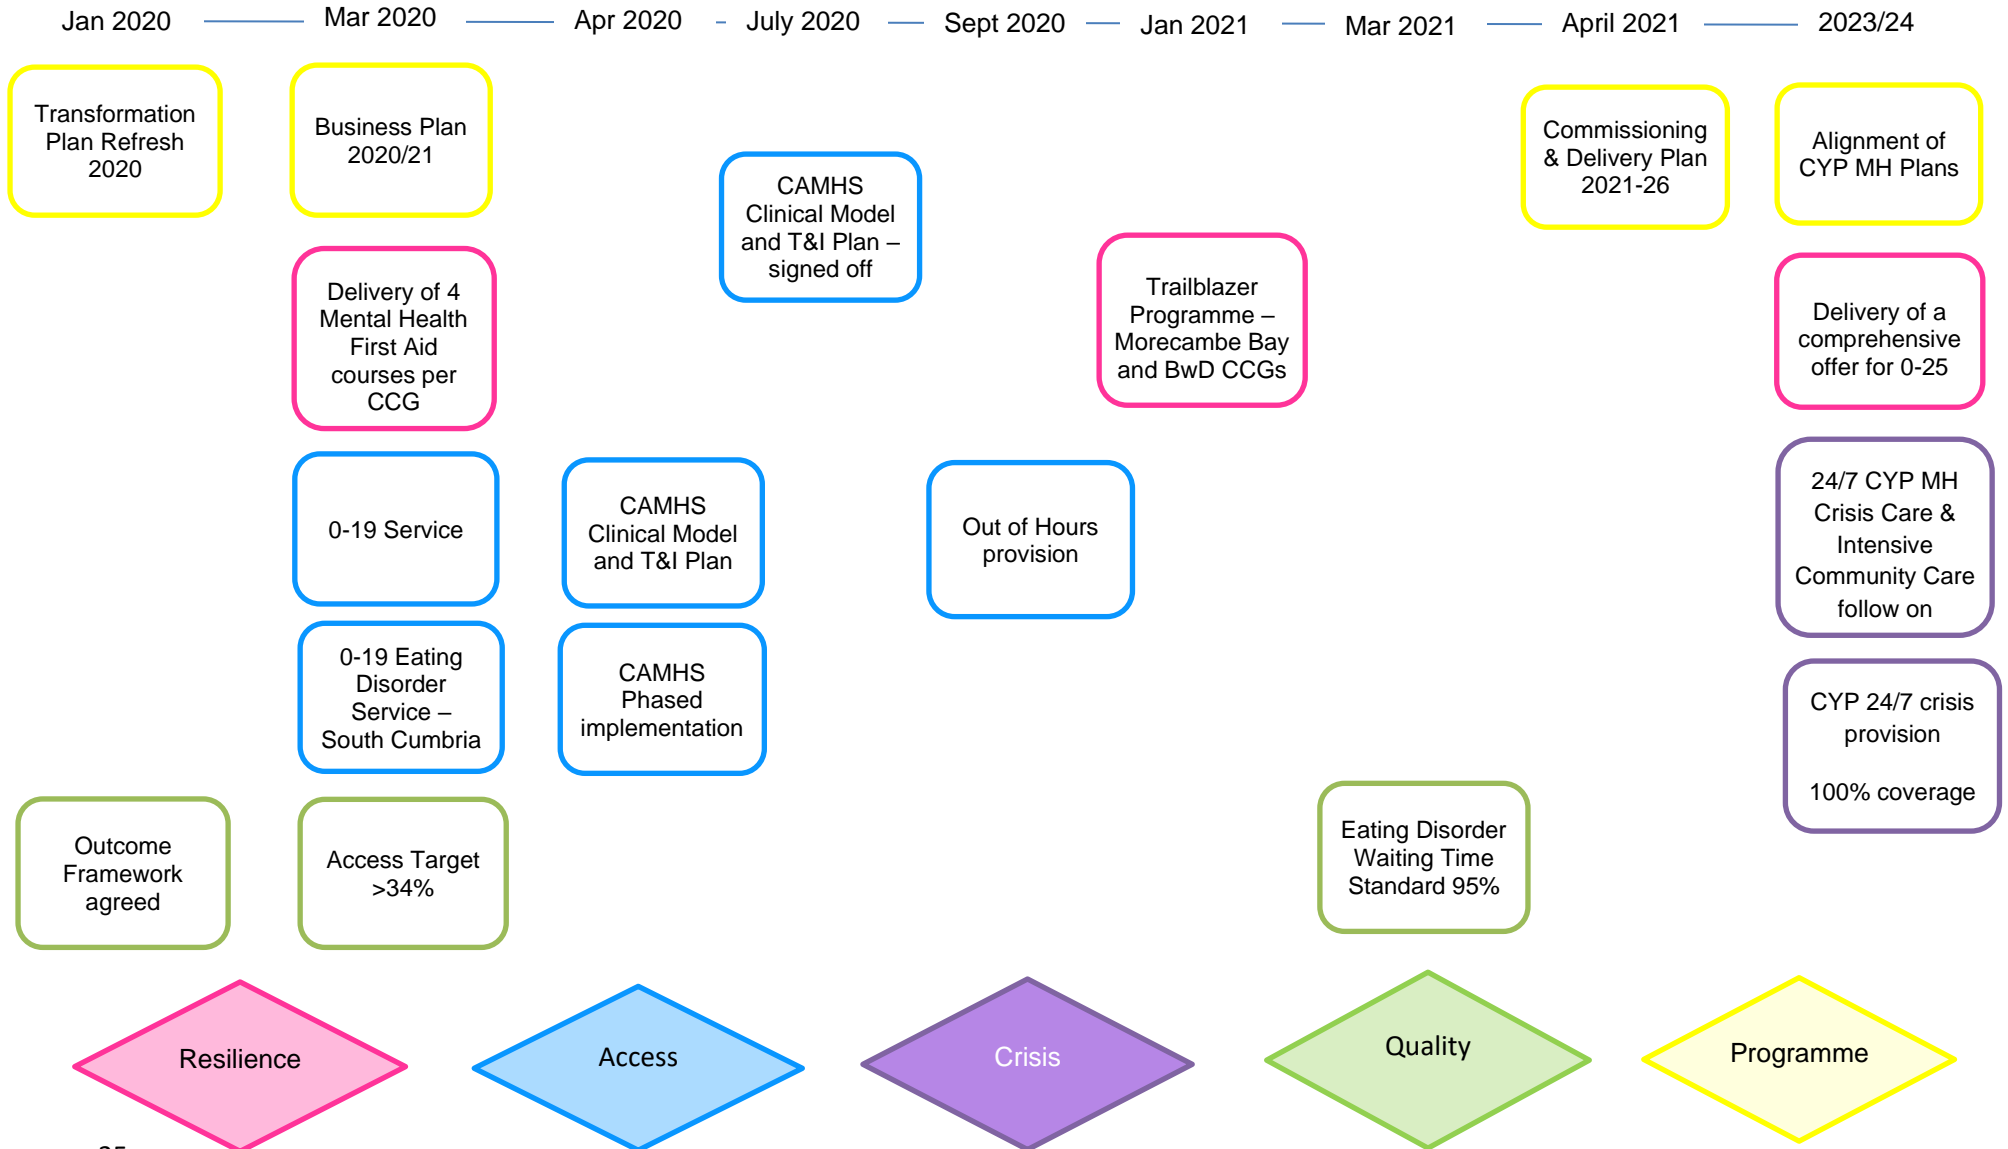 Jan 2020
Mar 2020
Apr 2020
July 2020
Sept 2020
Jan 2021
Mar 2021
April 2021
2023/24
Transformation
Plan Refresh
2020
Business Plan
2020/21
CAMHS
Clinical Model
and T&I Plan –
signed off
Commissioning
& Delivery Plan
2021-26
Alignment of
CYP MH Plans
Delivery of 4
Mental Health
First Aid
courses per
CCG
Trailblazer
Programme –
Morecambe Bay
and BwD CCGs
Delivery of a
comprehensive
offer for 0-25
0-19 Service
CAMHS
Clinical Model
and T&I Plan
Out of Hours
provision
24/7 CYP MH
Crisis Care &
Intensive
Community Care
follow on
0-19 Eating
Disorder
Service –
South Cumbria
CAMHS
Phased
implementation
CYP 24/7 crisis
provision
100% coverage
Outcome
Framework
agreed
Access Target
>34%
Eating Disorder
Waiting Time
Standard 95%
Resilience
Access
Crisis
Quality
Programme